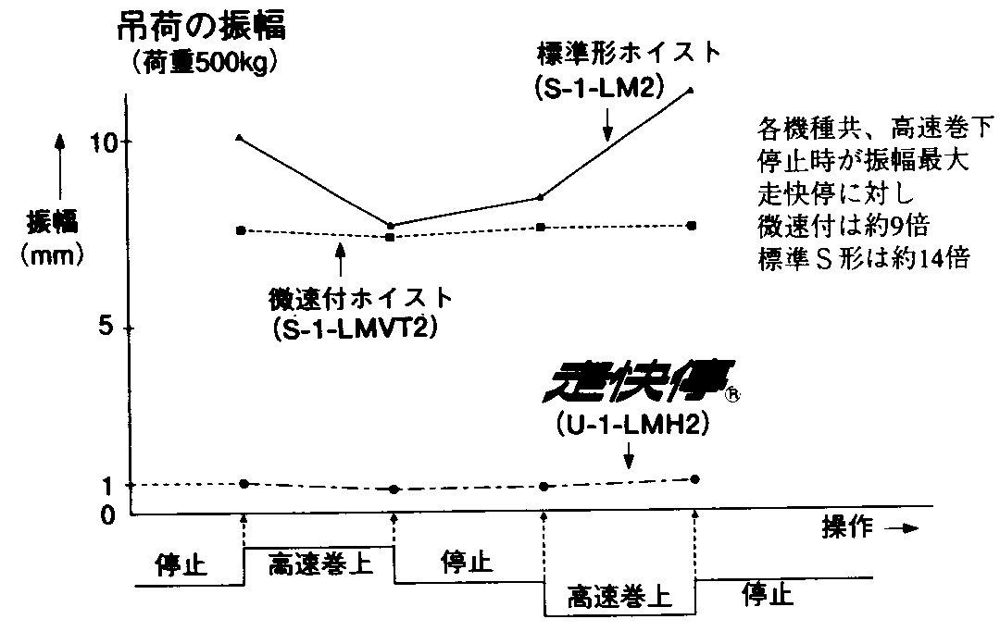 吊荷の振幅
(荷重500kg)
標準形ホイスト
(S-1-LM2)
各機種共、高速巻下
停止時が振幅最大
走快停に対し
微速付は約9倍
標準S形は約14倍
10
振幅
(mm)
微速付ホイスト
(S-1-LMVT2)
5
走快停®
(U-1-LMH2)
1
0
操作
停止
高速巻上
停止
高速巻上
停止